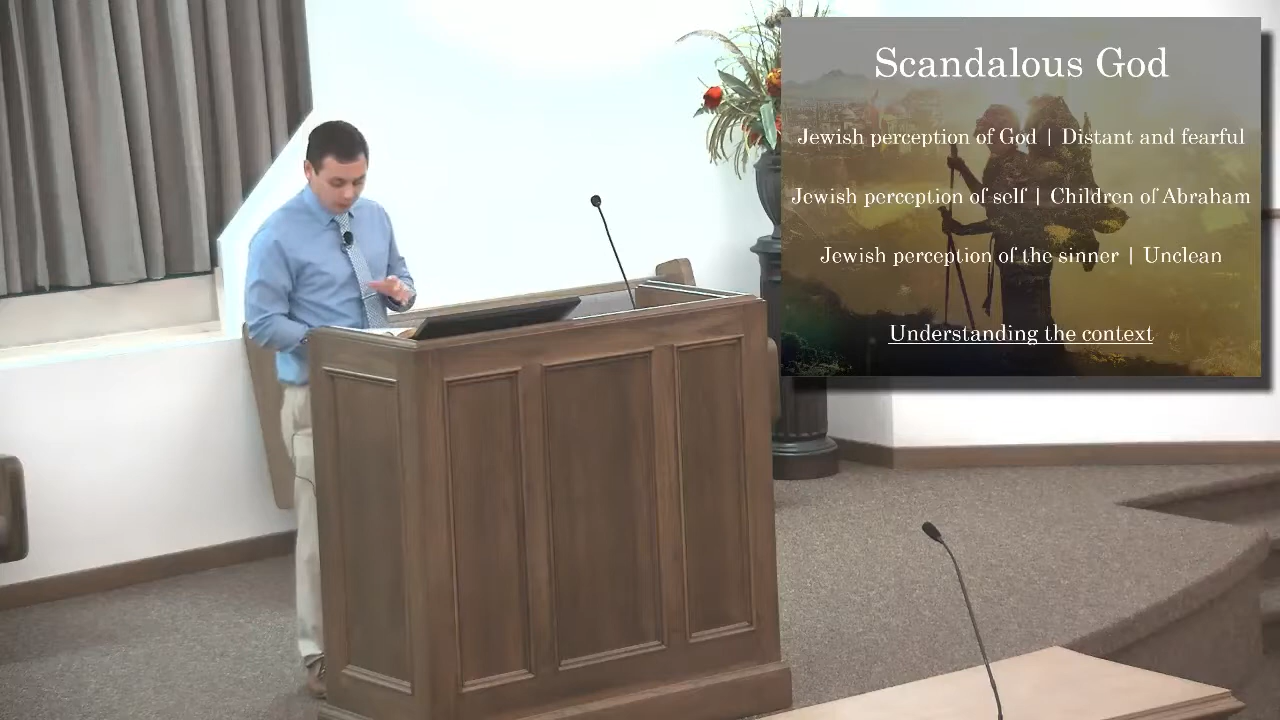 Scandalous God
Jewish perception of God | Distant and fearful
Jewish perception of self | Children of Abraham
Jewish perception of the sinner | Unclean
Understanding the context